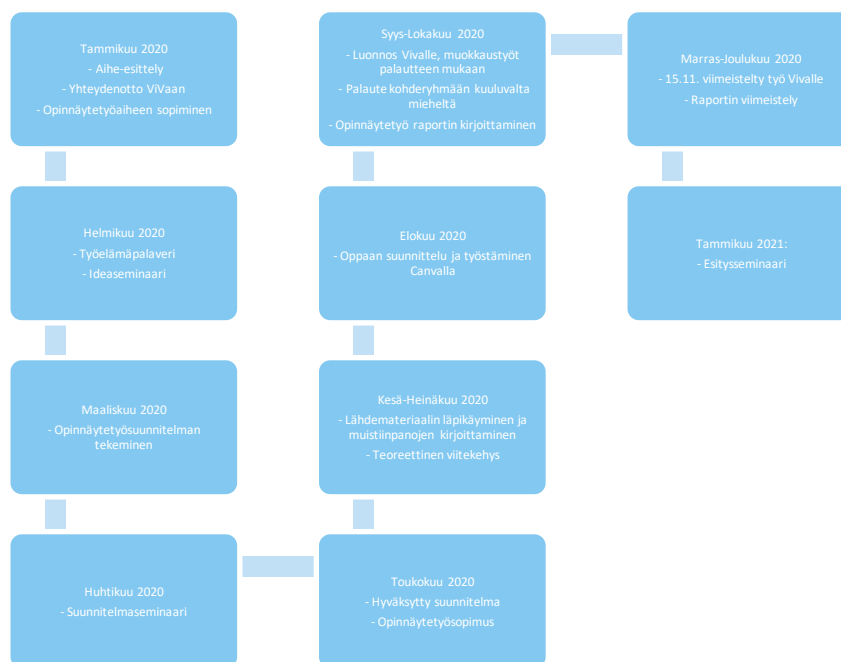 Tammikuu 2020
- Aihe-esittely
- Yhteydenotto ViVaan
- Opinnäytetyöaiheen sopiminen
Helmikuu 2020
- Työelämäpalaveri
- Ideaseminaari
Maaliskuu 2020
- Opinnäytetyösuunnitelman
tekeminen
Huhtikuu 2020
- Suunnitelmaseminaari
Toukokuu 2020
- Hyväksytty suunnitelma
- Opinnäytetyösopimus
Kesä-Heinäkuu 2020
- Lähdemateriaalin läpikäyminen ja
muistiinpanojen kirjoittaminen
- Teoreettinen viitekehys
Elokuu 2020
- Oppaan suunnittelu ja työstäminen
Canvalla
Syys-Lokakuu 2020
- Luonnos Vivalle, muokkaustyöt
palautteen mukaan
- Palaute kohderyhmään kuuluvalta
mieheltä
- Opinnäytetyö raportin kirjoittaminen
Marras-Joulukuu 2020
- 15.11. viimeistelty työ Vivalle
- Raportin viimeistely
Tammikuu 2021:
- Esitysseminaari